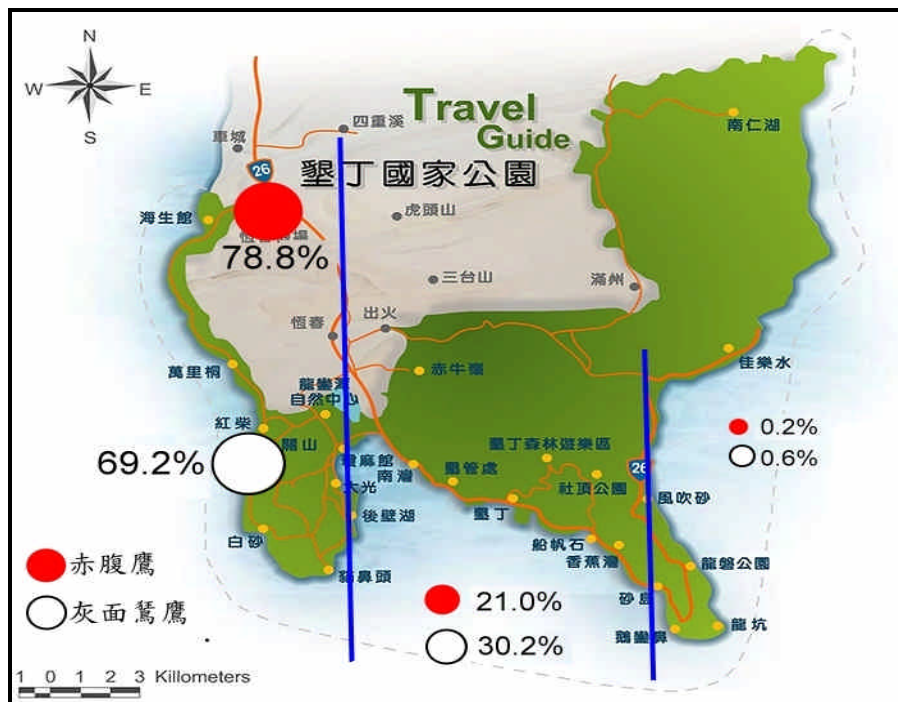 N
W
E
S
Travel
Guide
墾丁國家公園
四重溪
車城
26
南仁湖
海生館
虎頭山
78.8%
三台山
滿州
恆春
出火
萬里桐
赤牛嶺
佳樂水
龍鑾潭
自然中心
紅柴
關山
69.2%
瓊麻館
南灣
大光
後壁湖
白砂
貓鼻頭
墾管處
墾丁
墾丁森林遊樂區
社頂公園
26
風吹砂
船帆石
香蕉灣
砂島
鵝鑾鼻
龍磐公園
龍坑
0.2%
0.6%
赤腹鷹
灰面鵟鷹
21.0%
30.2%
1 0 1 2 3 Killometers